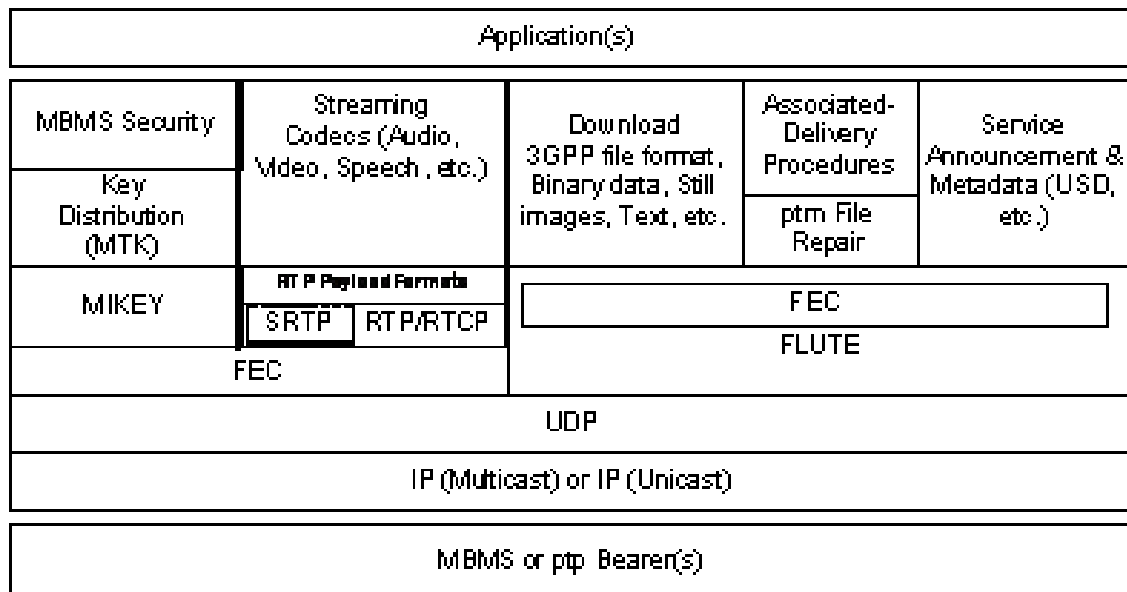 Application(s)
MBMS Security
Key
Distribution
(MTK)
MIKEY
Streaming
Codecs (Audio,
Video, Speech, etc.)
RTP Payload Formats
SRTP
RTP/RTCP
FEC
Download
3GPP file format,
Binary data, Still
images, Text, etc.
Associated-
Delivery
Procedures
ptm File
Repair
Service
Announcement &
Metadata (USD,
etc.)
FEC
FLUTE
UDP
IP (Multicast) or IP (Unicast)
MBMS or ptp Bearer(s)